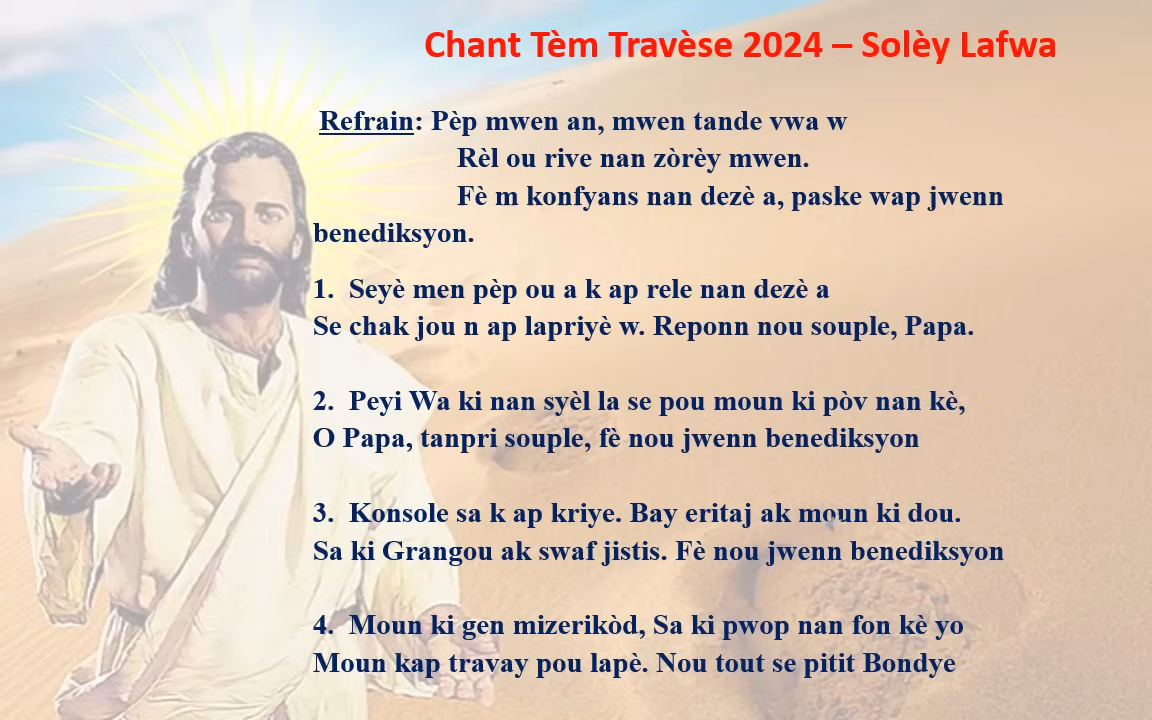 Chant Tèm Travèse 2024 – Solèy Lafwa
Refrain: Pèp mwen an, mwen tande vwa w
Rèl ou rive nan zòrèy mwen.
Fè m konfyans nan dezè a, paske wap jwenn
benediksyon.
1. Seyè men pèp ou a k ap rele nan dezè a
Se chak jou n ap lapriyè w. Reponn nou souple, Papa.
2. Peyi Wa ki nan syèl la se pou moun ki pòv nan kè,
O Papa, tanpri souple, fè nou jwenn benediksyon
3. Konsole sa k ap kriye. Bay eritaj ak moun ki dou.
Sa ki Grangou ak swaf jistis. Fè nou jwenn benediksyon
4. Moun ki gen mizerikòd, Sa ki pwop nan fon kè yo
Moun kap travay pou lapè. Nou tout se pitit Bondye